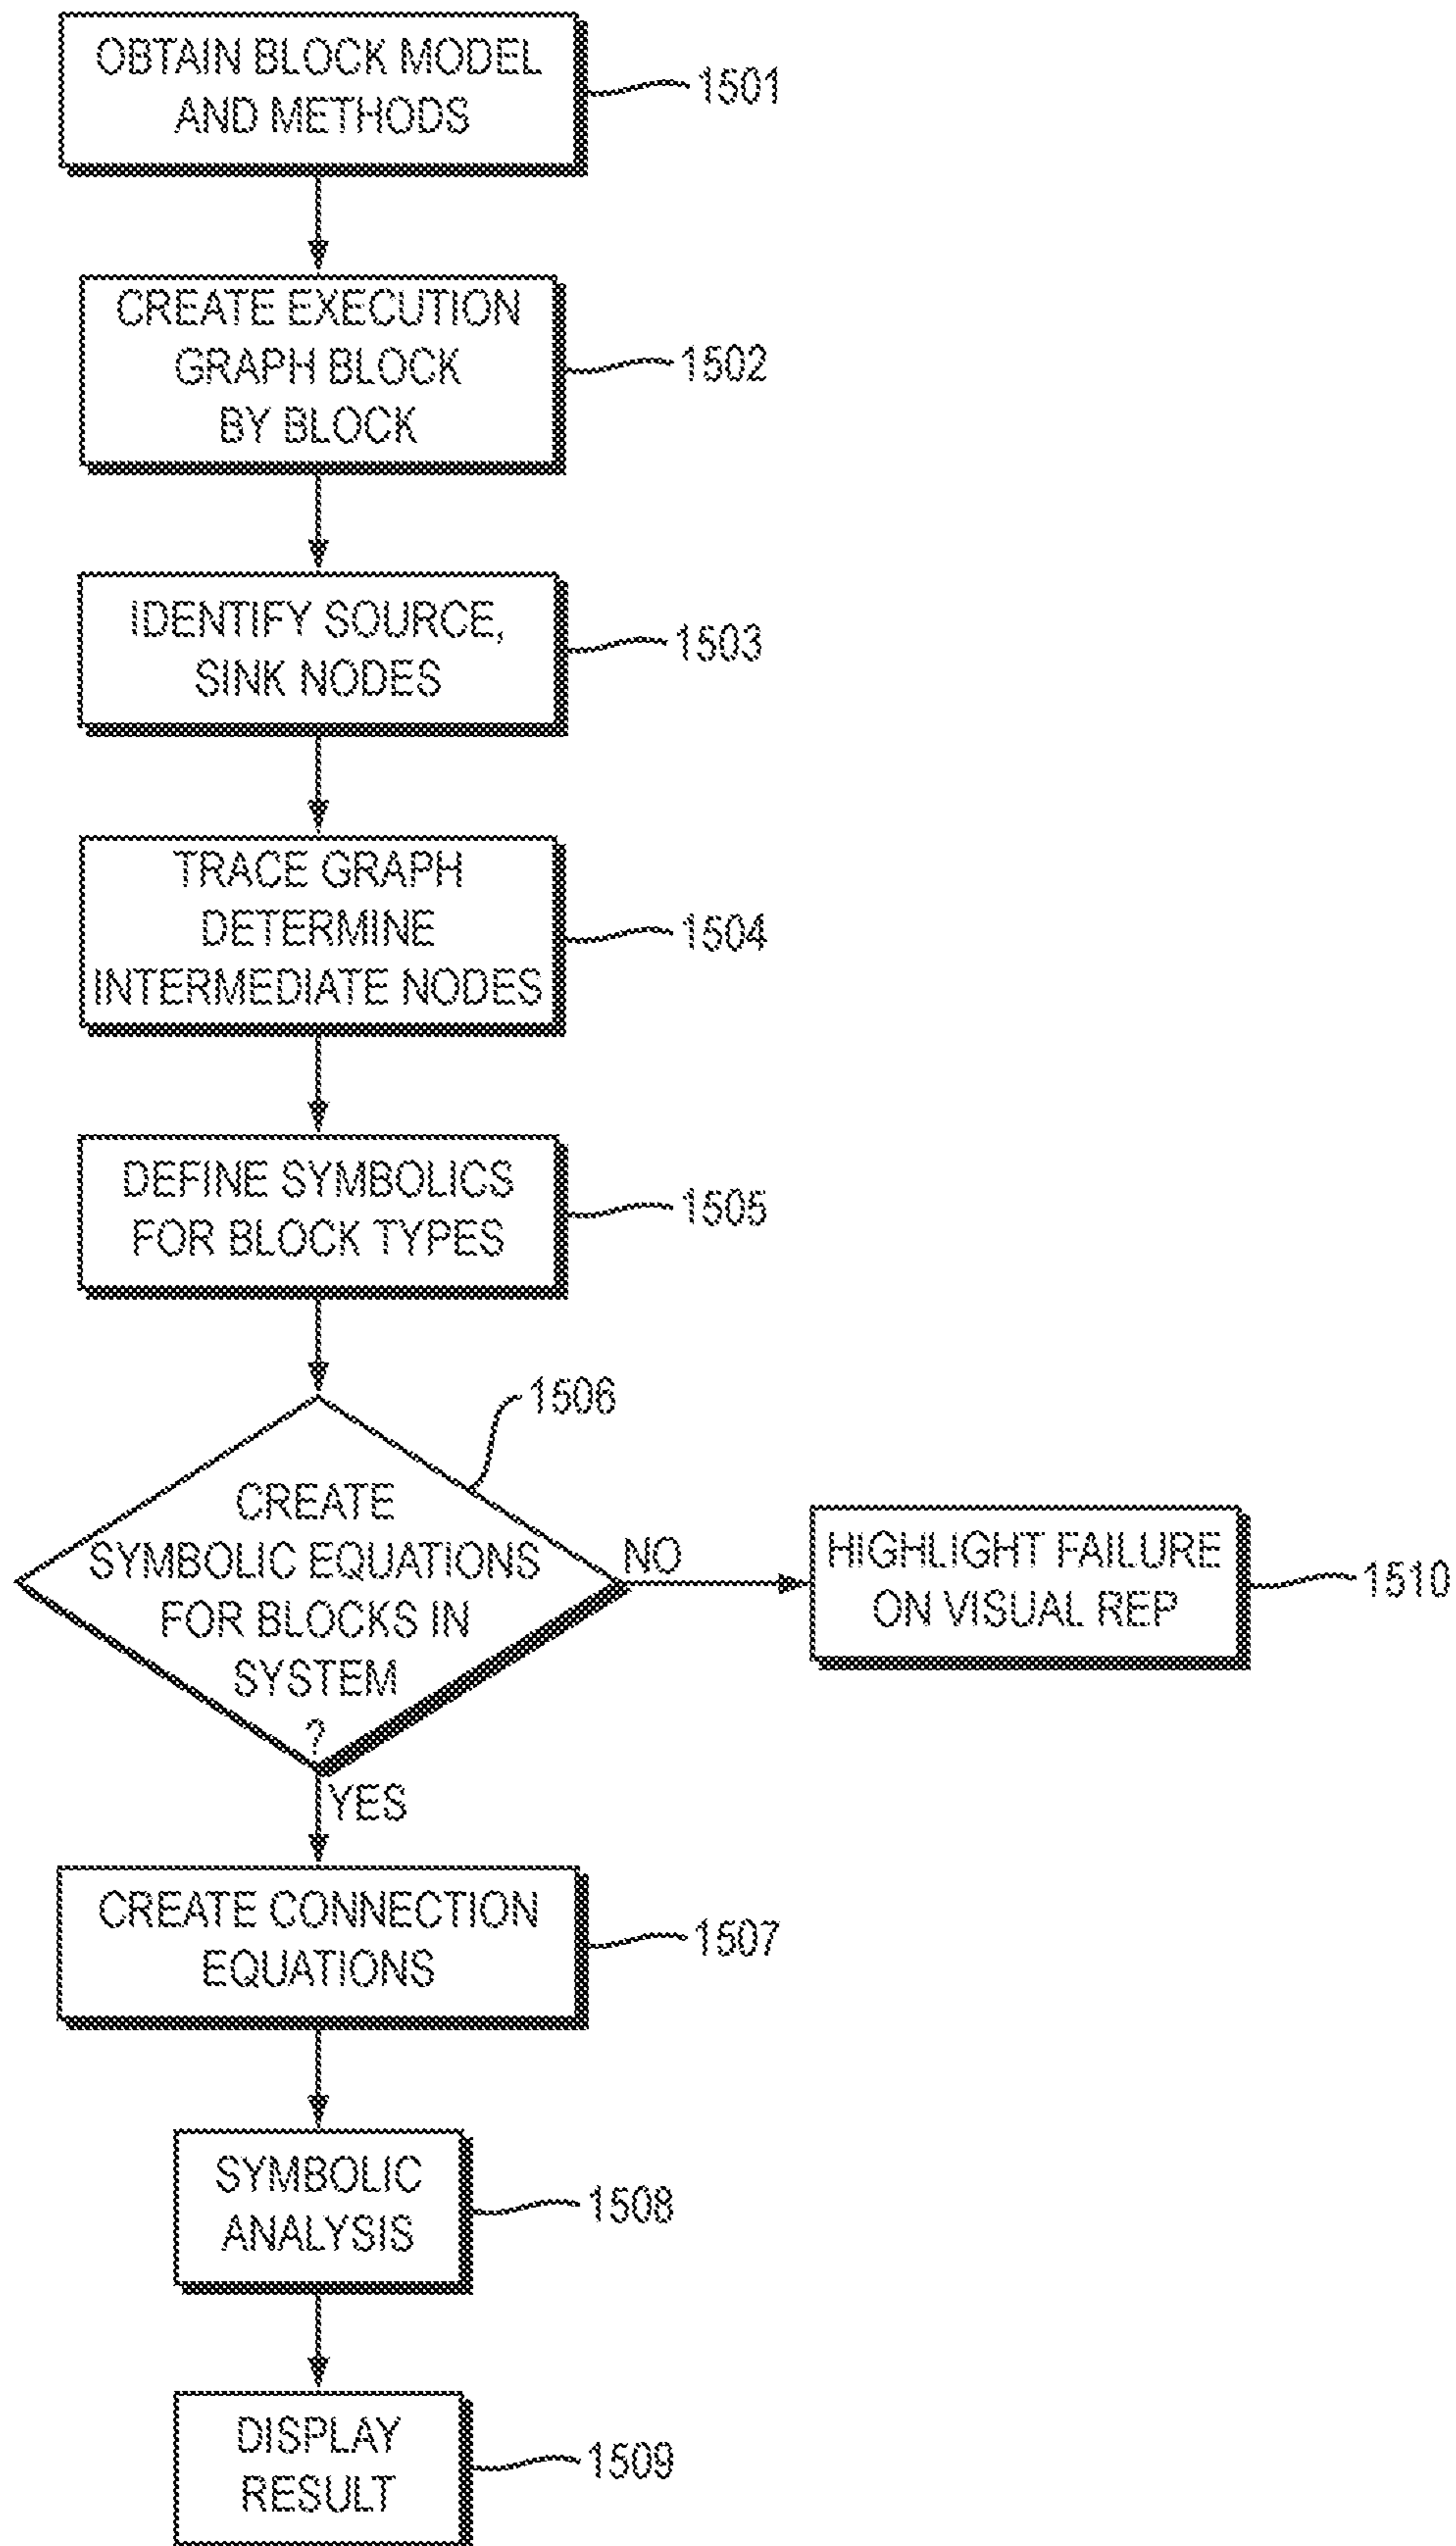 OBTAIN BLOCK MODEL
AND METHODS
1501
CREATE EXECUTION
GRAPH BLOCK
BY BLOCK
1502
IDENTIFY SOURCE,
SINK NODES
1503
TRACE GRAPH
DETERMINE
INTERMEDIATE NODES
1504
DEFINE SYMBOLICS
FOR BLOCK TYPES
1505
1506
CREATE
SYMBOLIC EQUATIONS
FOR BLOCKS IN
SYSTEM
?
NO
HIGHLIGHT FAILURE
ON VISUAL REP
1510
YES
CREATE CONNECTION
EQUATIONS
1507
SYMBOLIC
ANALYSIS
1508
DISPLAY
RESULT
1509